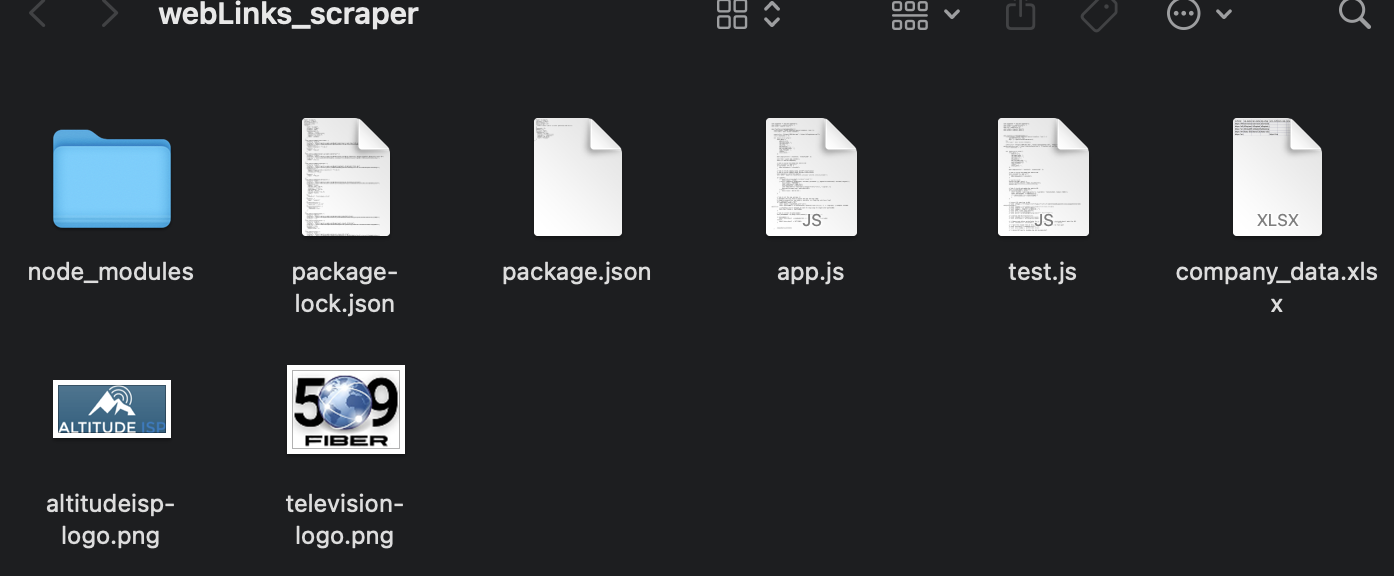 webLinks_scraper
JS
JS
XLSX
node_modules
package-
lock.json
package.json
app.js
test.js
company_data.xls
x
ALTITUDE ISP
509
FIBER
altitudeisp-
logo.png
television-
logo.png